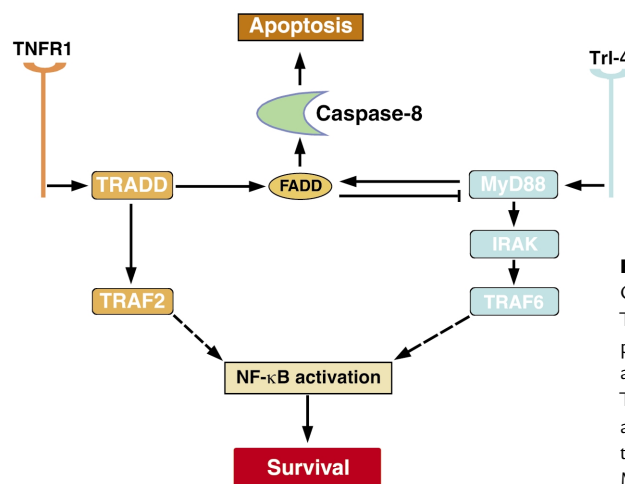 Apoptosis
TNFR1
Trl-4
Caspase-8
TRADD
FADD
MyD88
IRAK
TRAF2
TRAF6
NF-κB activation
Survival